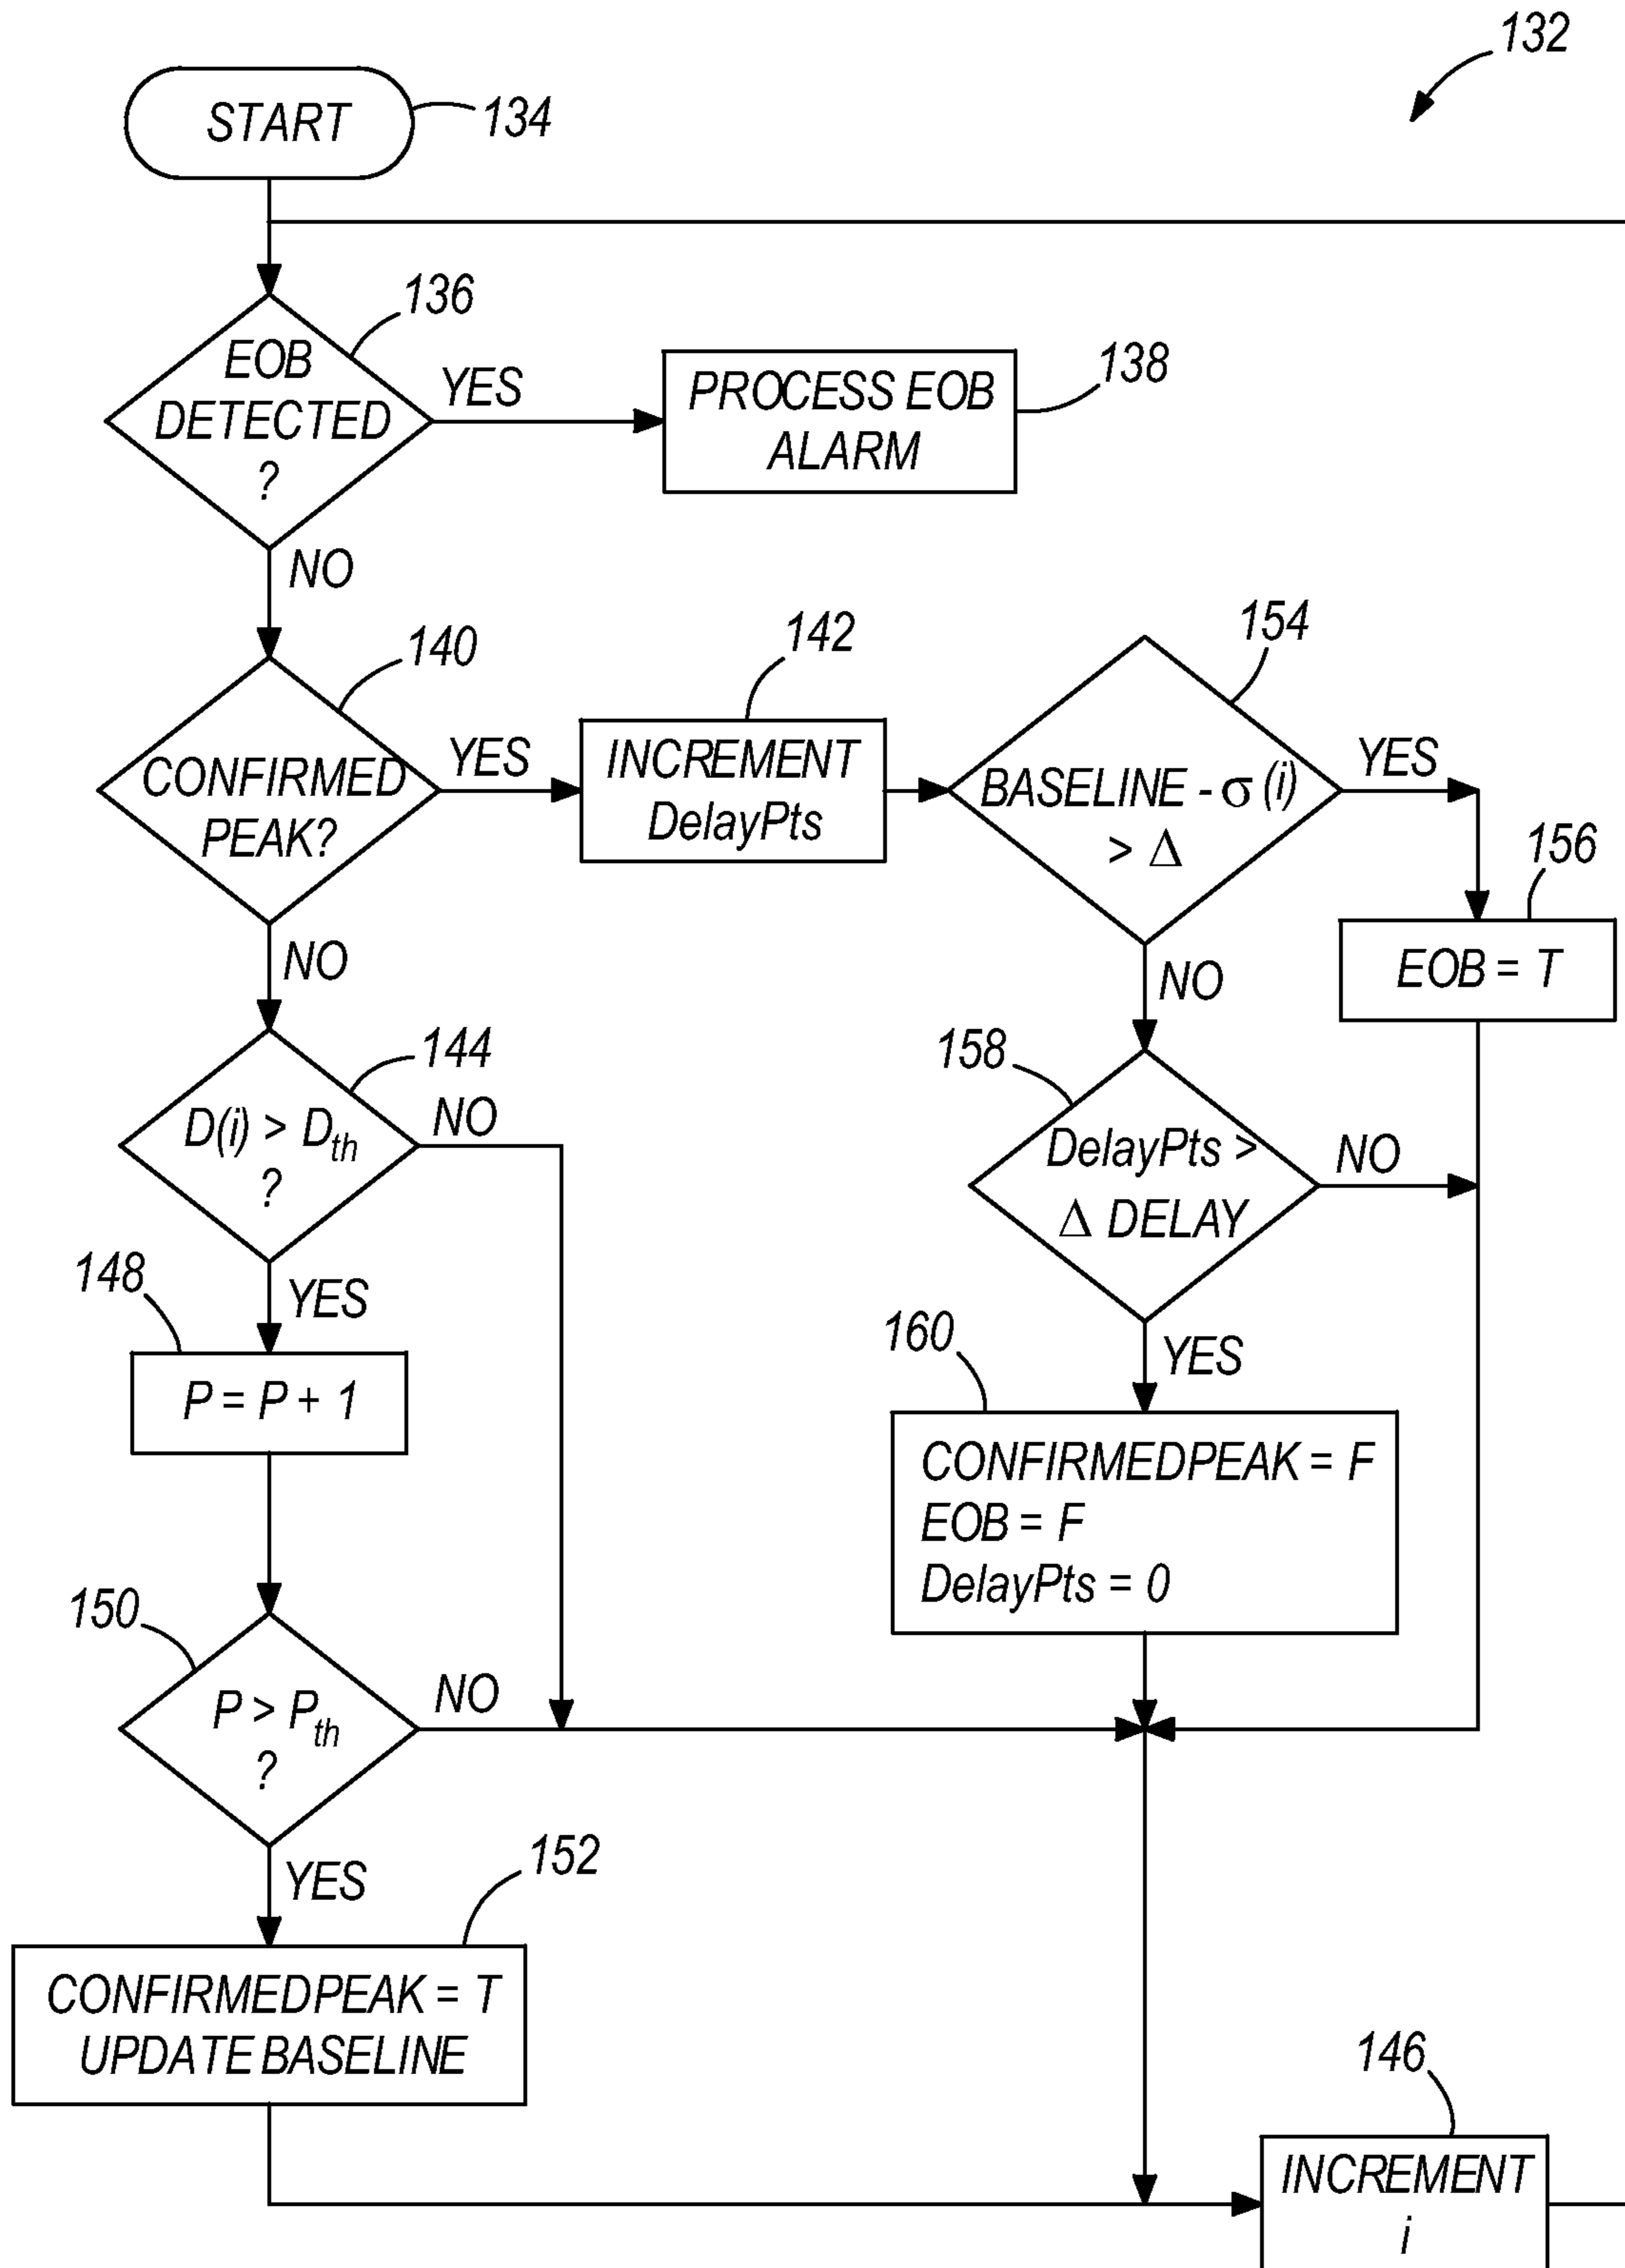 132
START
134
136
EOB
DETECTED
?
YES
PROCESS EOB
ALARM
138
NO
140
CONFIRMED
PEAK?
YES
142
INCREMENT
DelayPts
154
BASELINE - σ (i)
> Δ
YES
156
EOB = T
NO
NO
144
D(i) > Dth
?
NO
158
DelayPts >
Δ DELAY
NO
148
YES
P = P + 1
160
YES
CONFIRMEDPEAK = F
EOB = F
DelayPts = 0
150
P > Pth
?
NO
YES
152
CONFIRMEDPEAK = T
UPDATE BASELINE
146
INCREMENT
i